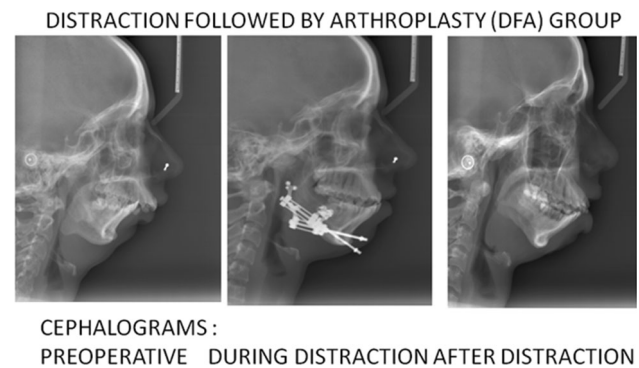 DISTRACTION FOLLOWED BY ARTHROPLASTY (DFA) GROUP
CEPHALOGRAMS :
PREOPERATIVE DURING DISTRACTION AFTER DISTRACTION